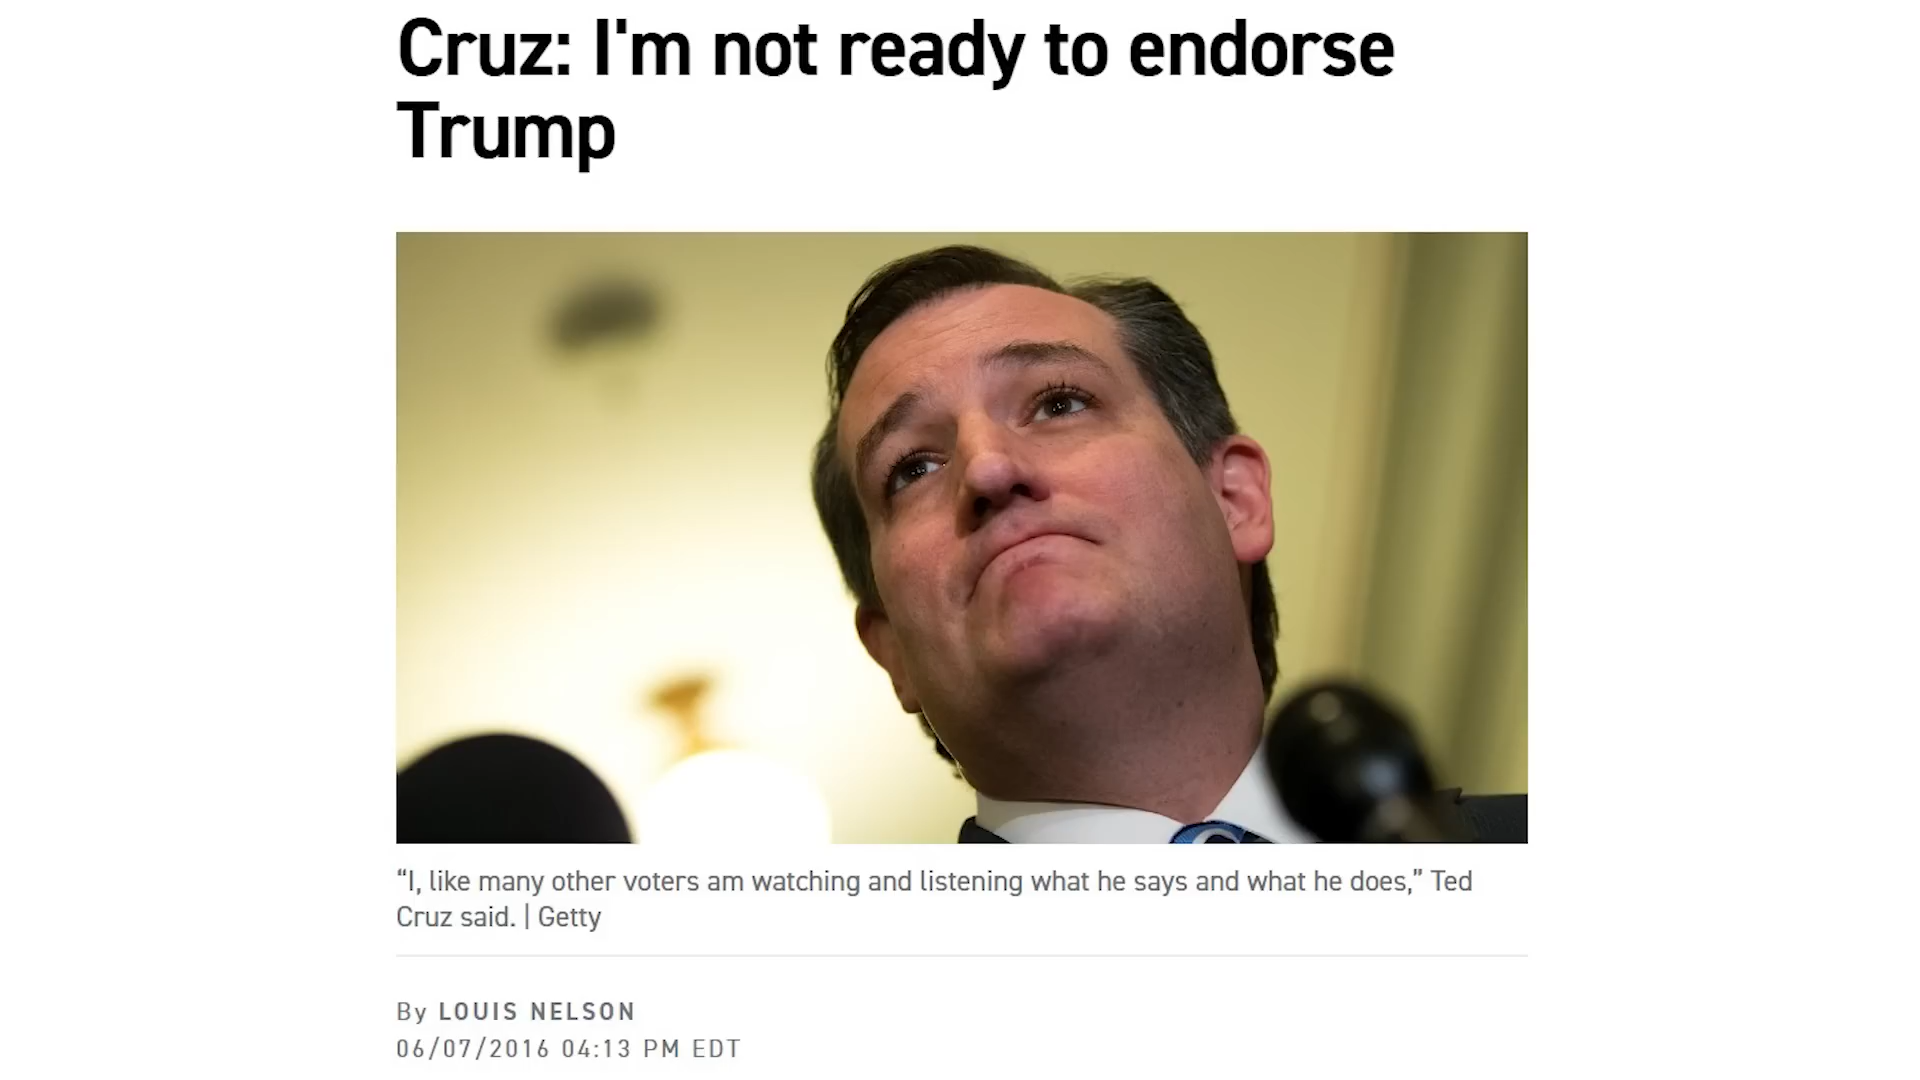 Cruz: I'm not ready to endorse
Trump
“I, like many other voters am watching and listening what he says and what he does,” Ted
Cruz said. | Getty
By LOUIS NELSON
06/07/2016 04:13 PM EDT